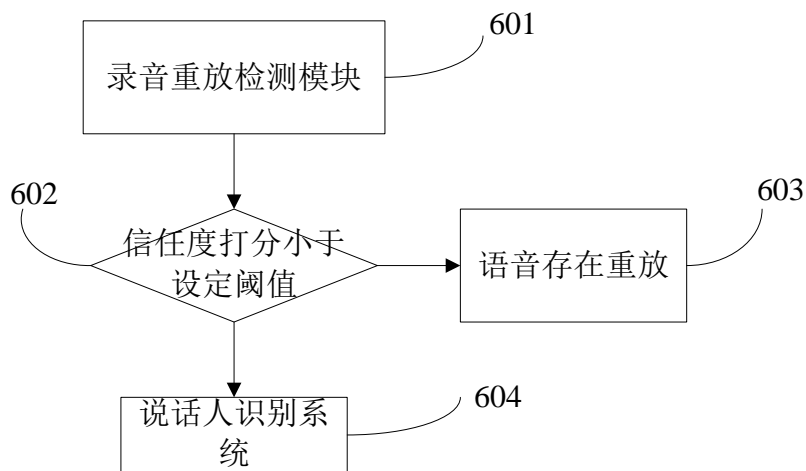 601
录音重放检测模块
602
603
信任度打分小于
设定阈值
语音存在重放
604
说话人识别系
统